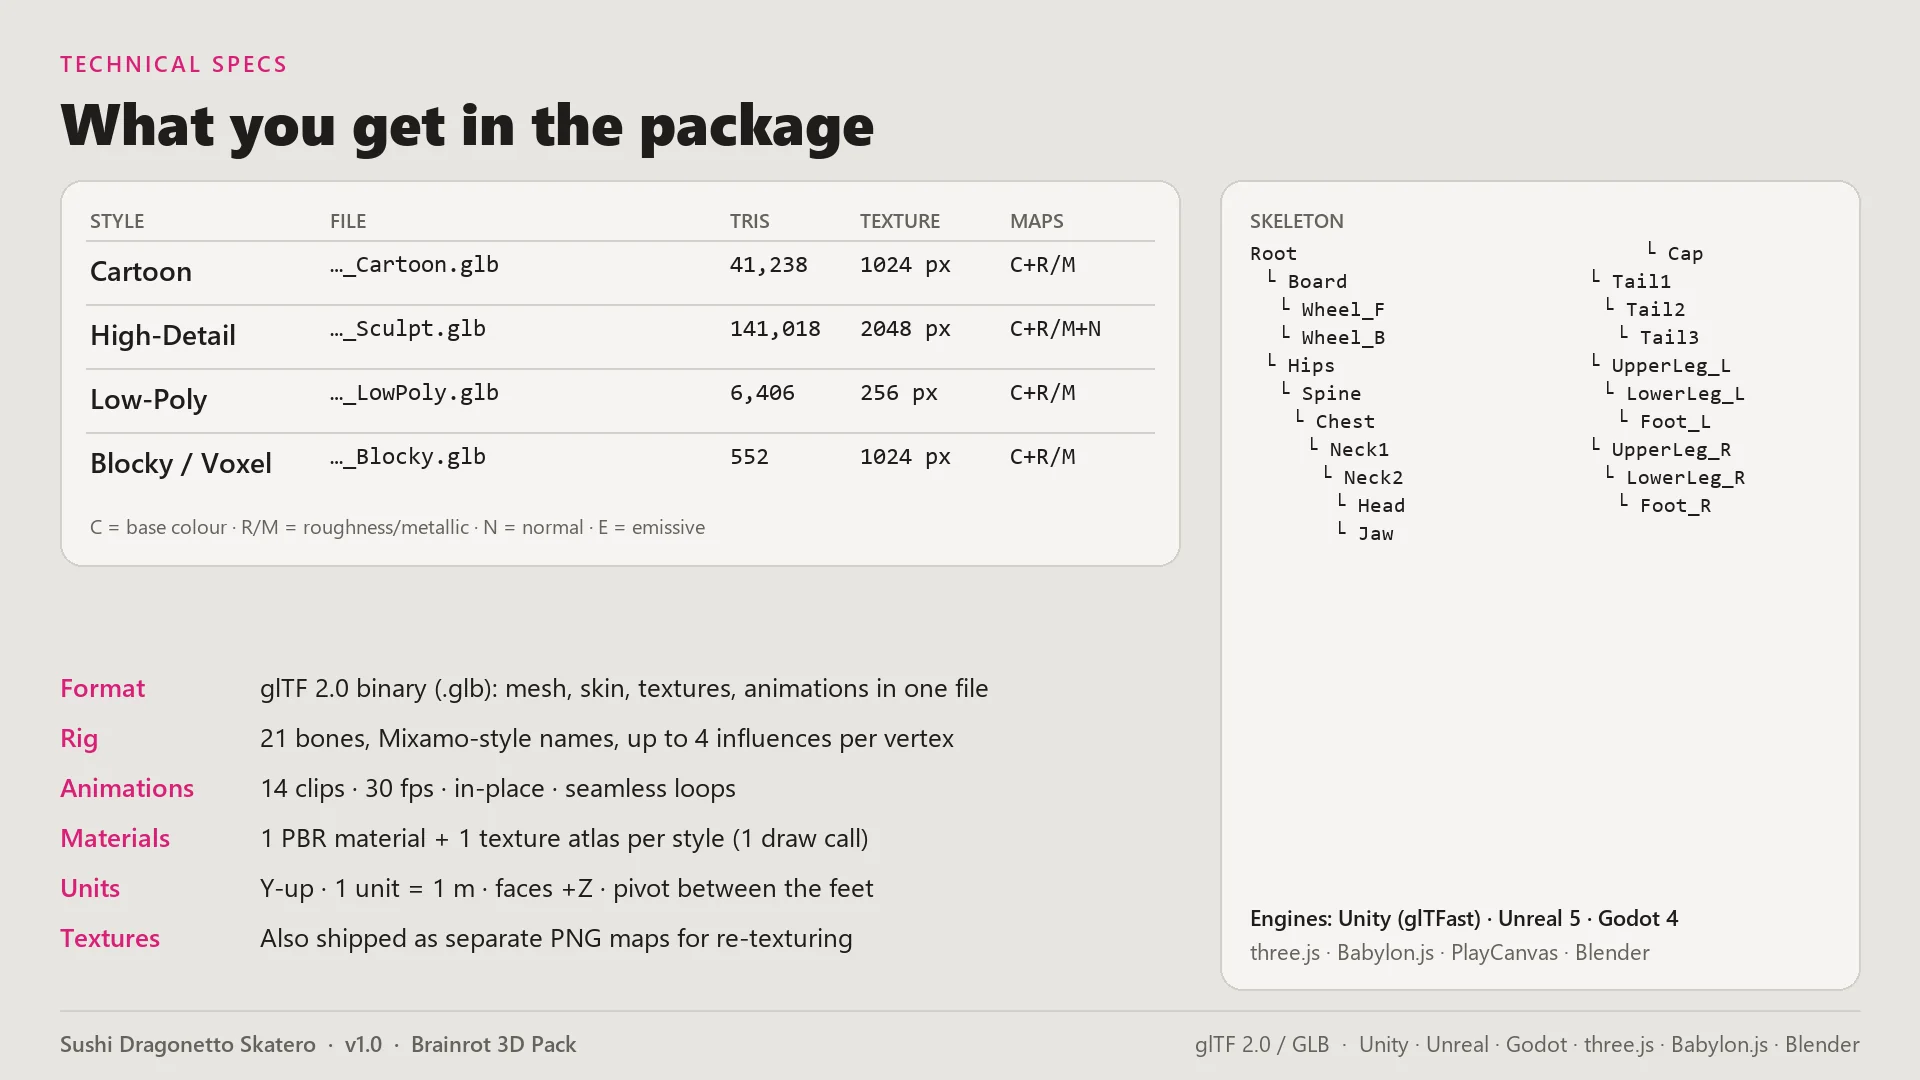 TECHNICAL SPECS
What you get in the package
STYLE FILE TRIS TEXTURE MAPS
Cartoon …_Cartoon.glb 41,238 1024 px C+R/M
High-Detail …_Sculpt.glb 141,018 2048 px C+R/M+N
Low-Poly …_LowPoly.glb 6,406 256 px C+R/M
Blocky / Voxel …_Blocky.glb 552 1024 px C+R/M
C = base colour · R/M = roughness/metallic · N = normal · E = emissive
Format glTF 2.0 binary (.glb): mesh, skin, textures, animations in one file
Rig 21 bones, Mixamo-style names, up to 4 influences per vertex
Animations 14 clips · 30 fps · in-place · seamless loops
Materials 1 PBR material + 1 texture atlas per style (1 draw call)
Units Y-up · 1 unit = 1 m · faces +Z · pivot between the feet
Textures Also shipped as separate PNG maps for re-texturing
SKELETON
Root
└ Board
└ Wheel_F
└ Wheel_B
└ Hips
└ Spine
└ Chest
└ Neck1
└ Neck2
└ Head
└ Jaw
└ Cap
└ Tail1
└ Tail2
└ Tail3
└ UpperLeg_L
└ LowerLeg_L
└ Foot_L
└ UpperLeg_R
└ LowerLeg_R
└ Foot_R
Engines: Unity (glTFast) · Unreal 5 · Godot 4
three.js · Babylon.js · PlayCanvas · Blender
Sushi Dragonetto Skatero · v1.0 · Brainrot 3D Pack
glTF 2.0 / GLB · Unity · Unreal · Godot · three.js · Babylon.js · Blender